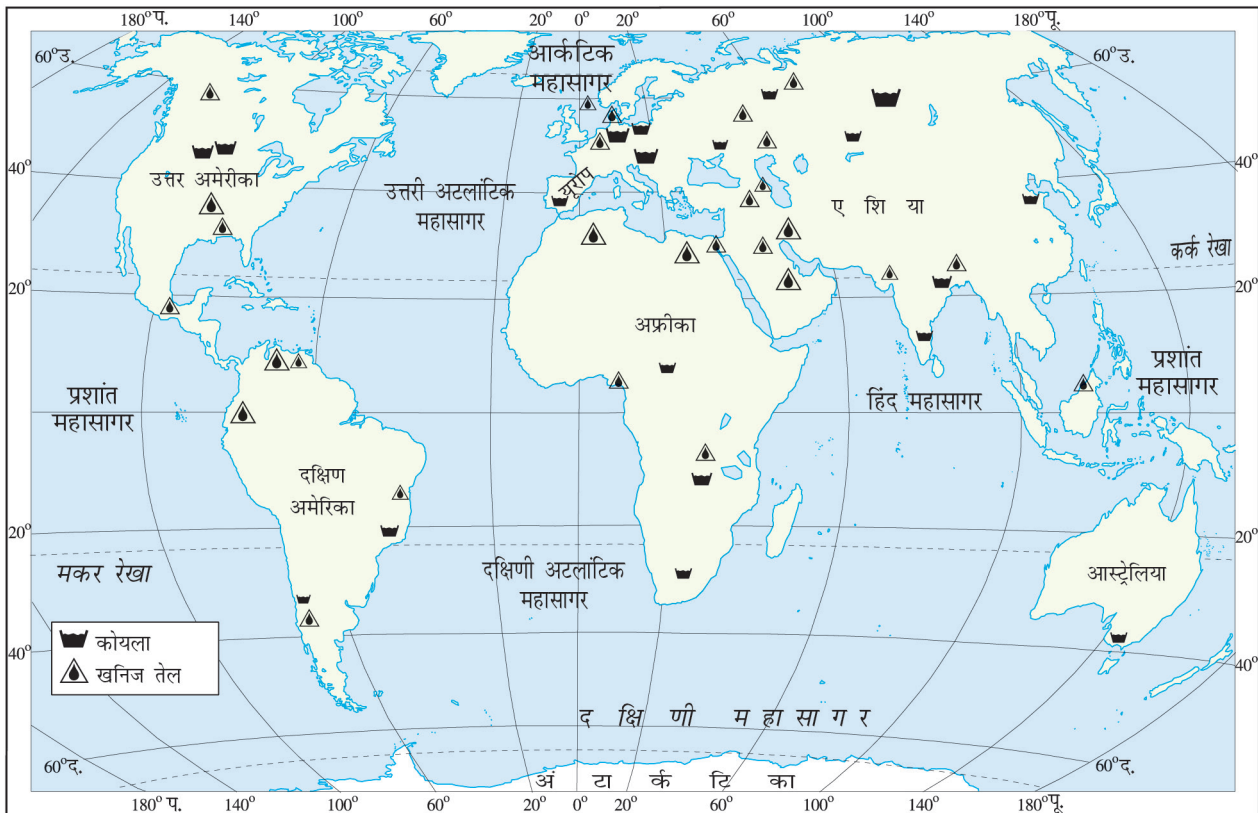 180°प. 140° 100° 60° 20° 0° 20° 60° 100° 140° 180°पू.
60°उ.
60°उ.
आर्कटिक
महासागर
40°
40°
उत्तर अमेरीका
उत्तरी अटलांटिक
महासागर
यूरोप
ए शि या
कर्क रेखा
20°
20°
अफ्रीका
प्रशांत
महासागर
प्रशांत
महासागर
हिंद महासागर
दक्षिण
अमेरिका
20°
20°
मकर रेखा
दक्षिणी अटलांटिक
महासागर
आस्ट्रेलिया
कोयला
खनिज तेल
40°
40°
द क्षि णी म हा सा ग र
60°द.
60°द.
अं टा र्क टि का
180°प. 140° 100° 60° 20° 0° 20° 60° 100° 140° 180°पू.